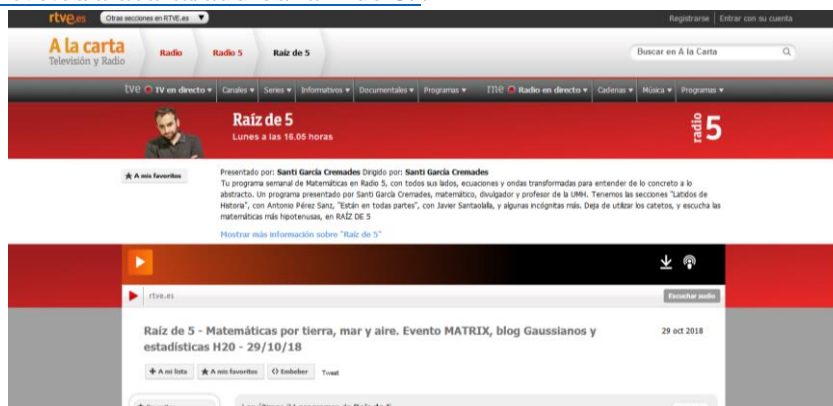 rtve.es Otras secciones en RTVE.es ▼ Registrarse | Entrar con su cuenta
A la carta
Televisión y Radio
Radio Radio 5 Raíz de 5 Buscar en A la Carta
tve TV en directo ▾ Canales ▾ Series ▾ Informativos ▾ Documentales ▾ Programas ▾ rne Radio en directo ▾ Cadenas ▾ Música ▾ Programas ▾
Raíz de 5
Lunes a las 16.05 horas
radio 5
★ A mis favoritos
Presentado por: Santi García Cremades Dirigido por: Santi García Cremades
Tu programa semanal de Matemáticas en Radio 5, con todos sus lados, ecuaciones y ondas transformadas para entender de lo concreto a lo
abstracto. Un programa presentado por Santi García Cremades, matemático, divulgador y profesor de la UMH. Tenemos las secciones "Latidos de
Historia", con Antonio Pérez Sanz, "Están en todas partes", con Javier Santaolalla, y algunas incógnitas más. Deja de utilizar los catetos, y escucha las
matemáticas más hipotenusas, en RAÍZ DE 5
Mostrar más información sobre "Raíz de 5"
rtve.es Escuchar audio
Raíz de 5 - Matemáticas por tierra, mar y aire. Evento MATRIX, blog Gaussianos y
estadísticas H20 - 29/10/18
29 oct 2018
+ A mi lista ★ A mis favoritos <> Embeber Tweet